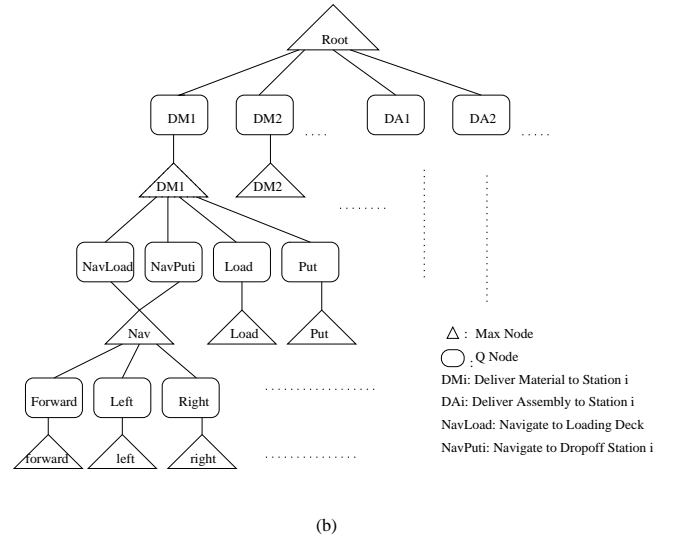 Root
DM1 DM2 DA1 DA2
DM1 DM2
NavLoad NavPuti Load Put
Nav Load Put
Forward Left Right
forward left right
: Max Node
: Q Node
DMi: Deliver Material to Station i
DAi: Deliver Assembly to Station i
NavLoad: Navigate to Loading Deck
NavPuti: Navigate to Dropoff Station i
(b)